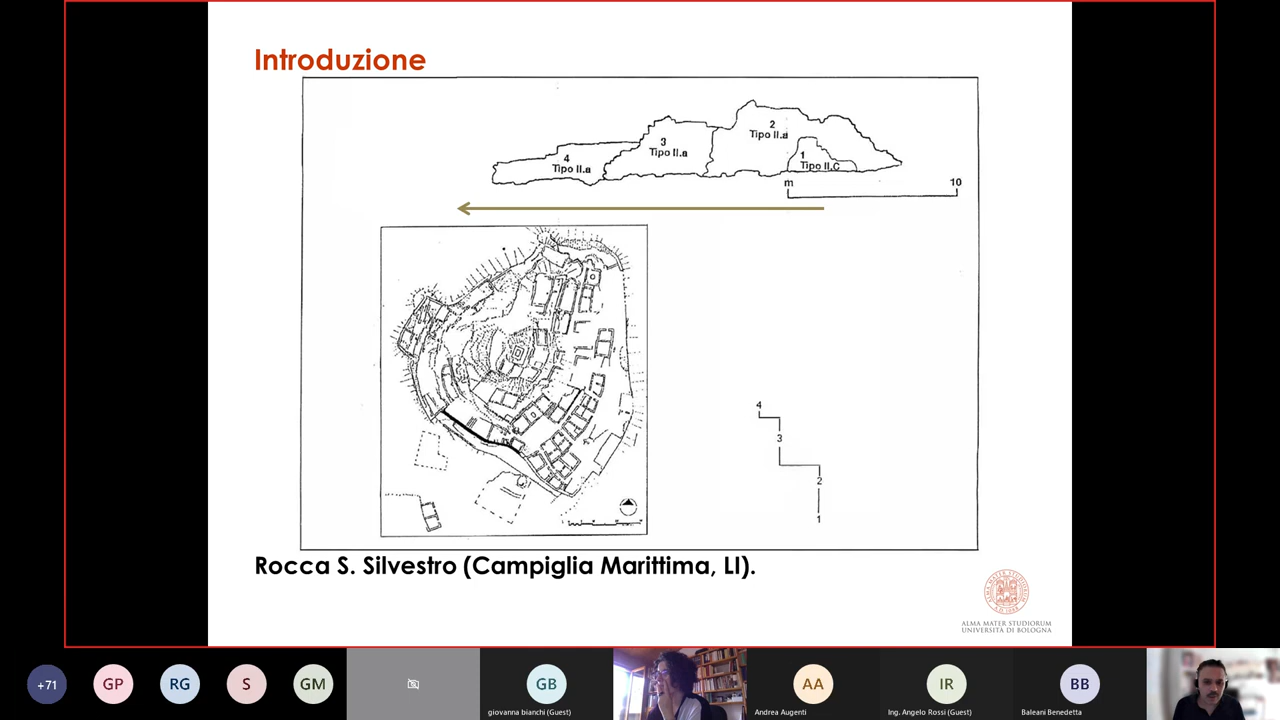 Introduzione
2
Tipo II.a
3
Tipo II.a
1
Tipo II.C
4
Tipo II.a
m 10
4
3
2
1
Rocca S. Silvestro (Campiglia Marittima, LI).
ALMA MATER STUDIORUM
UNIVERSITÀ DI BOLOGNA
+71
GP
RG
S
GM
GB
giovanna bianchi (Guest)
AA
Andrea Augenti
IR
Ing. Angelo Rossi (Guest)
BB
Baleani Benedetta